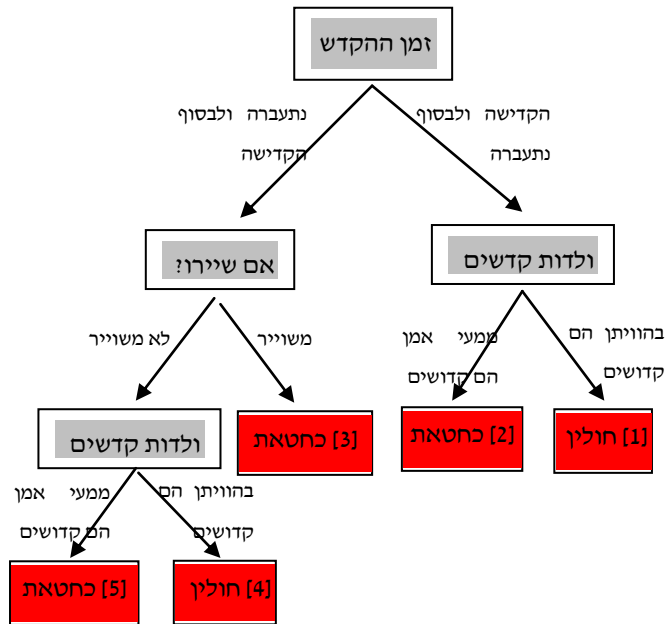 זמן ההקדש
הקדישה ולבסוף
נתעברה
נתעברה ולבסוף
הקדישה
ולדות קדשים
אם שיירו?
בהוויתן הם
קדושים
ממעי אמן
הם קדושים
משוייר
לא משוייר
[1] חולין
[2] כחטאת
[3] כחטאת
ולדות קדשים
בהוויתן הם
קדושים
ממעי אמן
הם קדושים
[4] חולין
[5] כחטאת